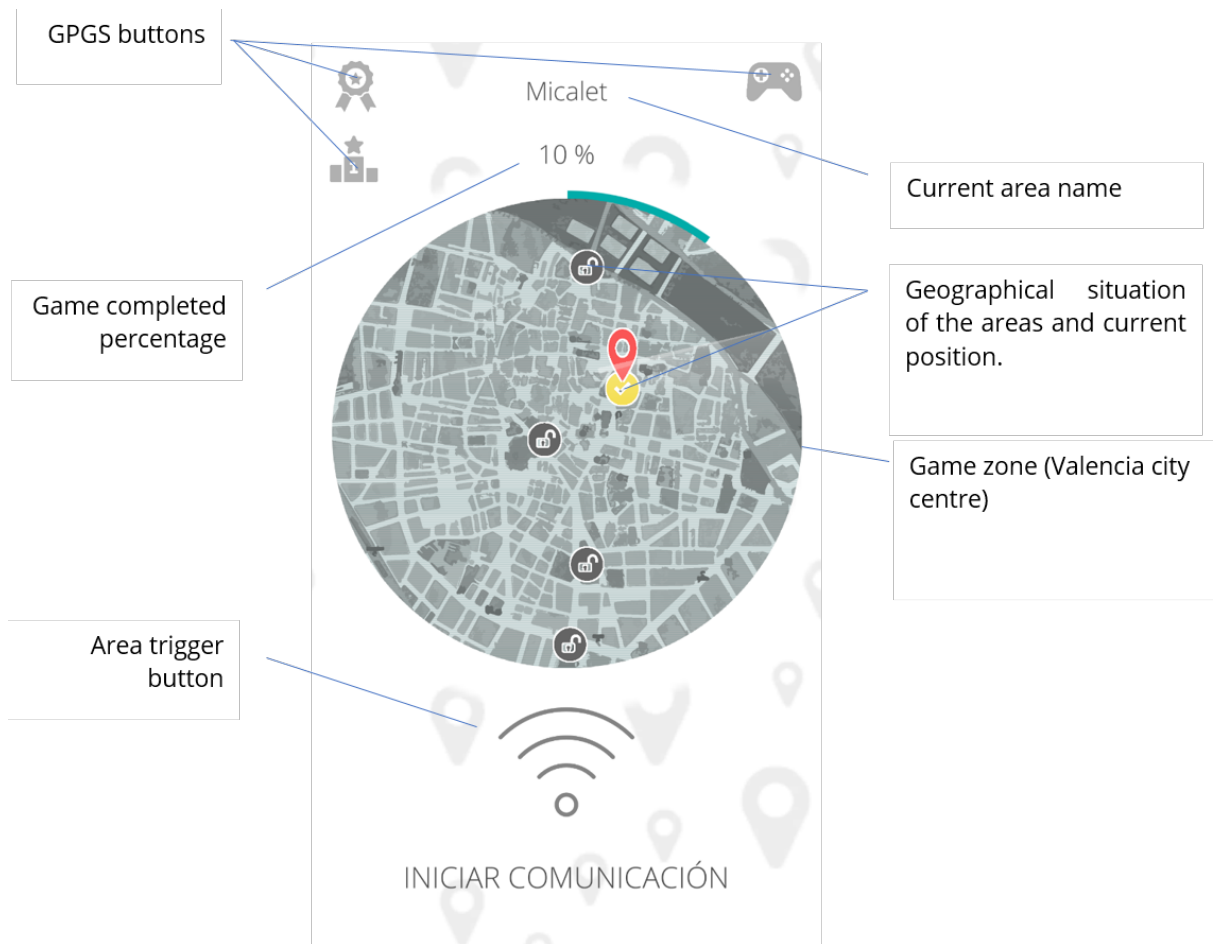 GPGS buttons
Micalet
10 %
1
Current area name
Game completed
percentage
Geographical situation
of the areas and current
position.
Game zone (Valencia city
centre)
Area trigger
button
INICIAR COMUNICACIÓN